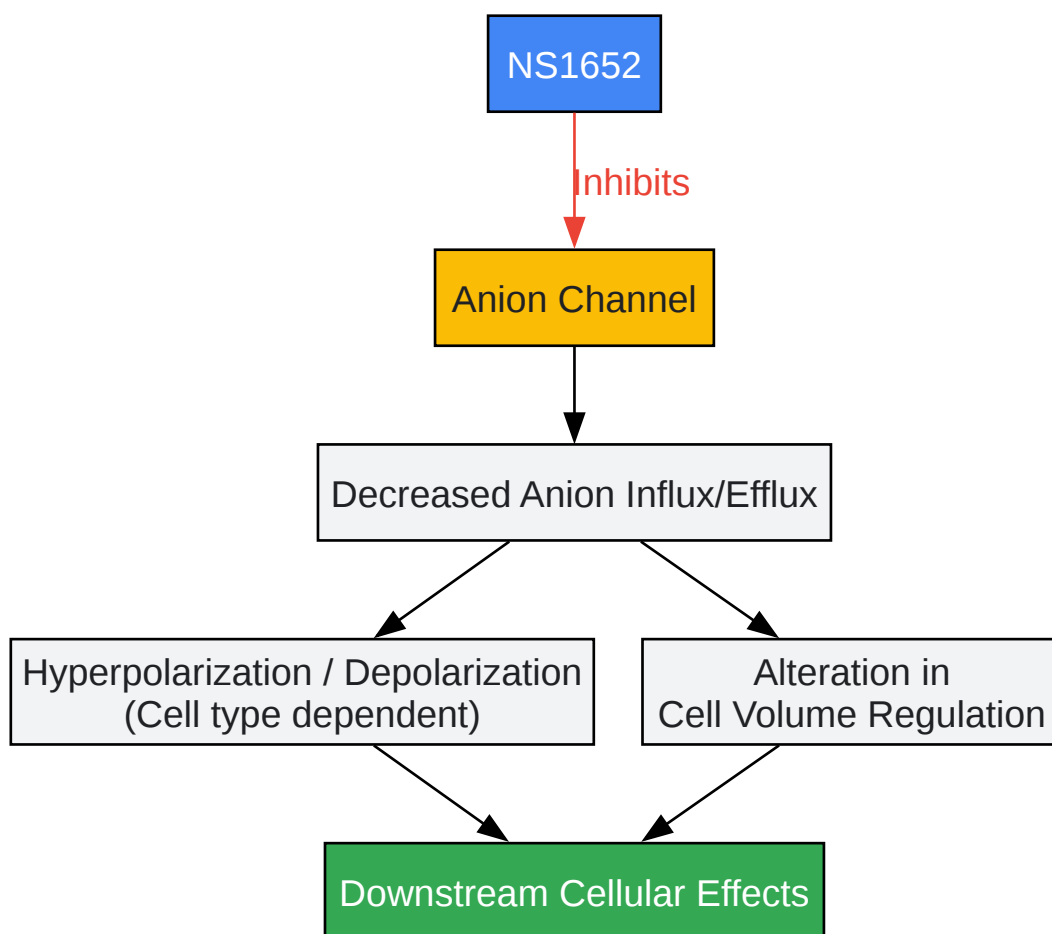 NS1652
Inhibits
Anion Channel
Decreased Anion Influx/Efflux
Hyperpolarization / Depolarization
(Cell type dependent)
Alteration in
Cell Volume Regulation
Downstream Cellular Effects